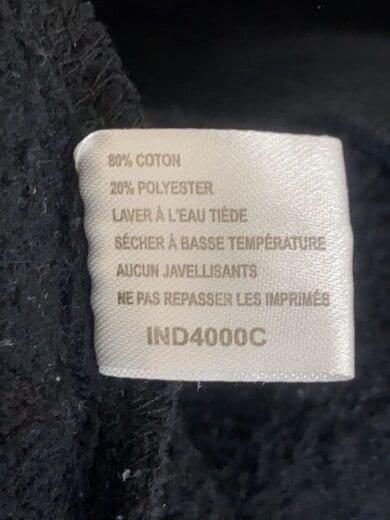 80% COTON
20% POLYESTER
LAVER À L'EAU TIÈDE
SÉCHER À BASSE TEMPÉRATURE
AUCUN JAVELLISANTS
NE PAS REPASSER LES IMPRIMÉS
IND4000C